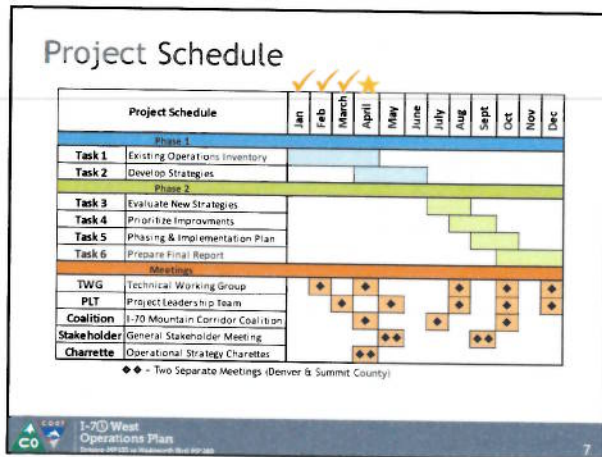 Project Schedule
Project Schedule Jan Feb March April May June July Aug Sept Oct Nov Dec
Phase 1
Task 1 Existing Operations Inventory
Task 2 Develop Strategies
Phase 2
Task 3 Evaluate New Strategies
Task 4 Prioritize Improvments
Task 5 Phasing & Implementation Plan
Task 6 Prepare Final Report
Meetings
TWG Technical Working Group
PLT Project Leadership Team
Coalition I-70 Mountain Corridor Coalition
Stakeholder General Stakeholder Meeting
Charrette Operational Strategy Charettes
◆◆ - Two Separate Meetings (Denver & Summit County)
CO CDOT
I-70 West
Operations Plan
7